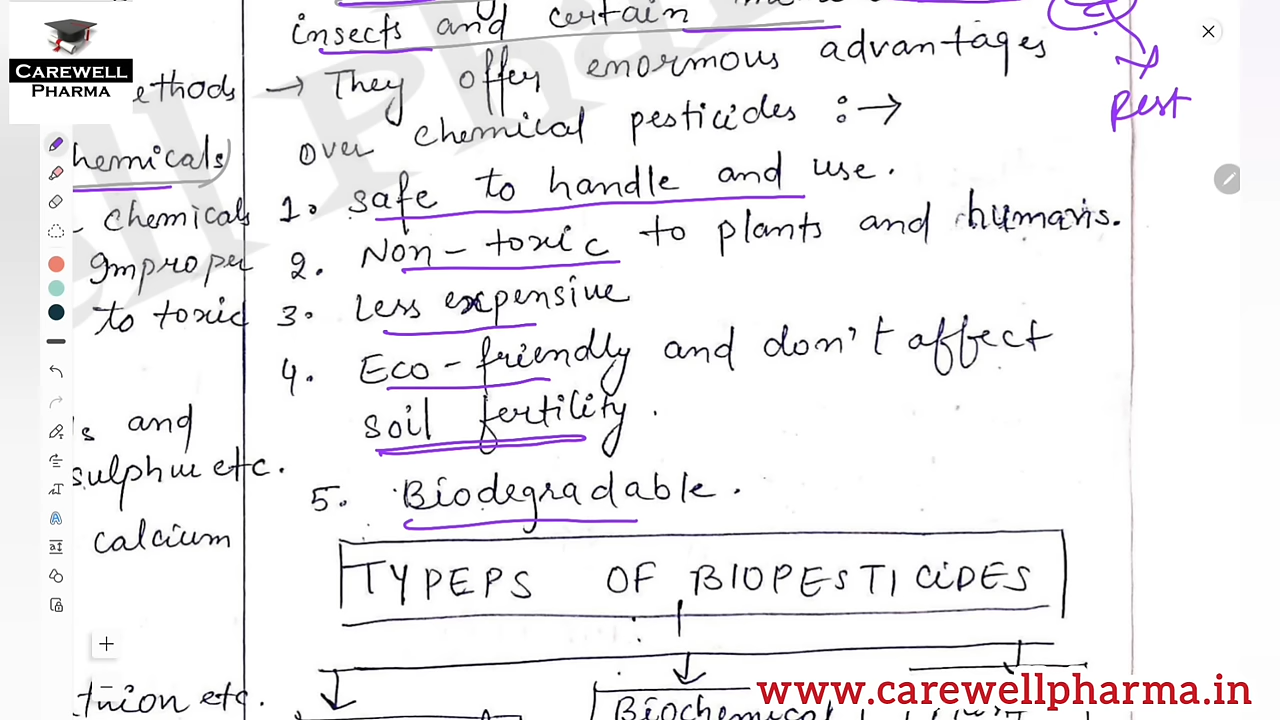 CAREWELL
PHARMA
insects and certain
→ They offer enormous advantages
over chemical pesticides :→
Pest
1. safe to handle and use.
2. Non-toxic to plants and humans.
3. Less expensive
4. Eco-friendly and don't affect
soil fertility.
5. Biodegradable.
TYPEPS OF BIOPESTICIDES
Biochemical
ethods
hemicals)
- chemicals
Improper
to toxic
s and
sulphur etc.
calcium
etc.
www.carewellpharma.in